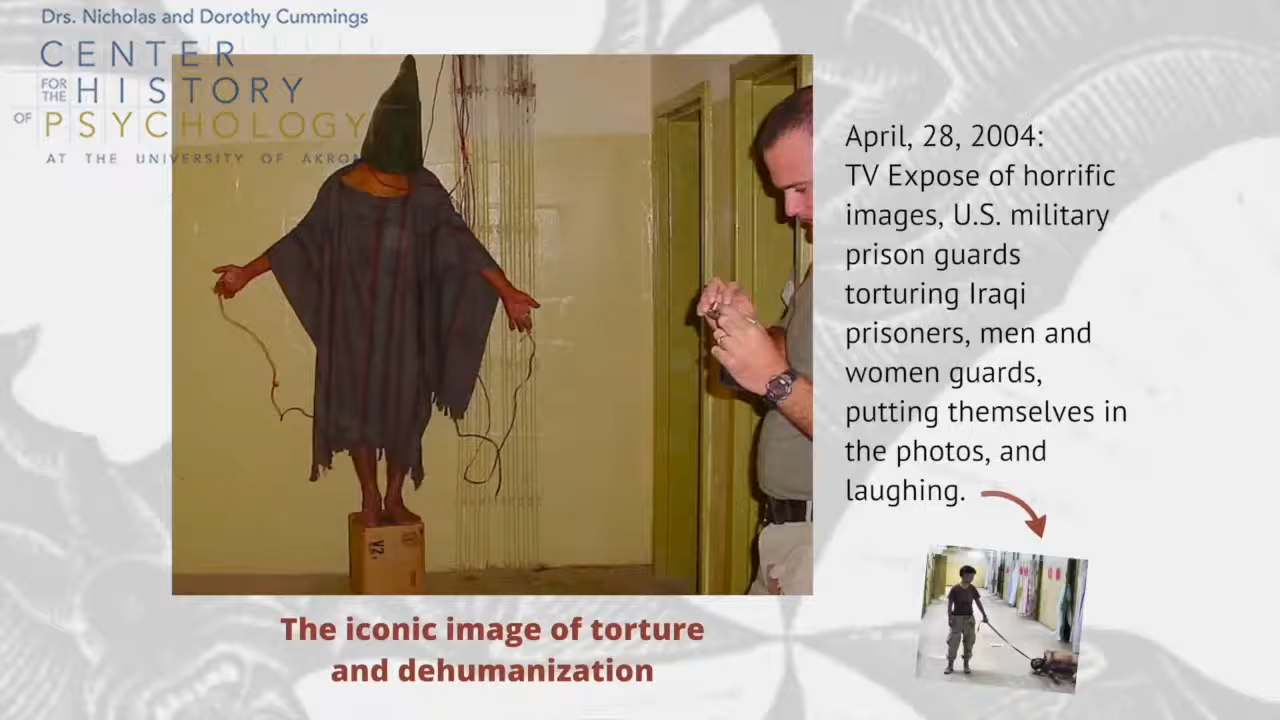 Drs. Nicholas and Dorothy Cummings
CENTER
FOR THE HISTORY
OF PSYCHOLOGY
AT THE UNIVERSITY OF AKRON
April, 28, 2004:
TV Expose of horrific
images, U.S. military
prison guards
torturing Iraqi
prisoners, men and
women guards,
putting themselves in
the photos, and
laughing.
V2.
The iconic image of torture
and dehumanization